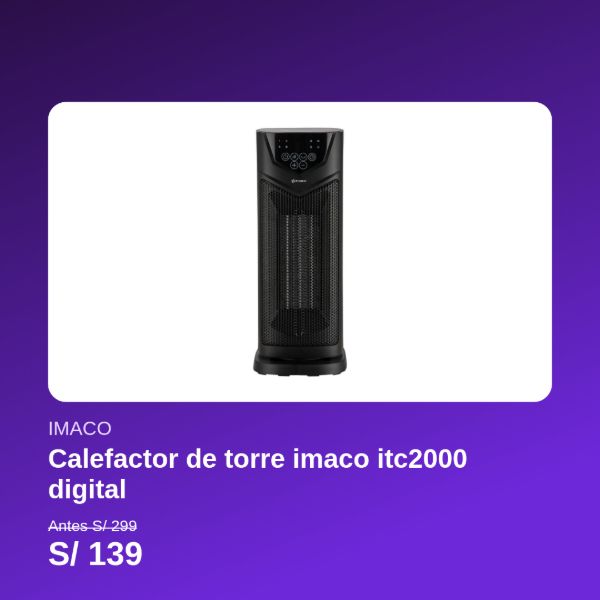 IMACO
Calefactor de torre imaco itc2000
digital
Antes S/ 299
S/ 139